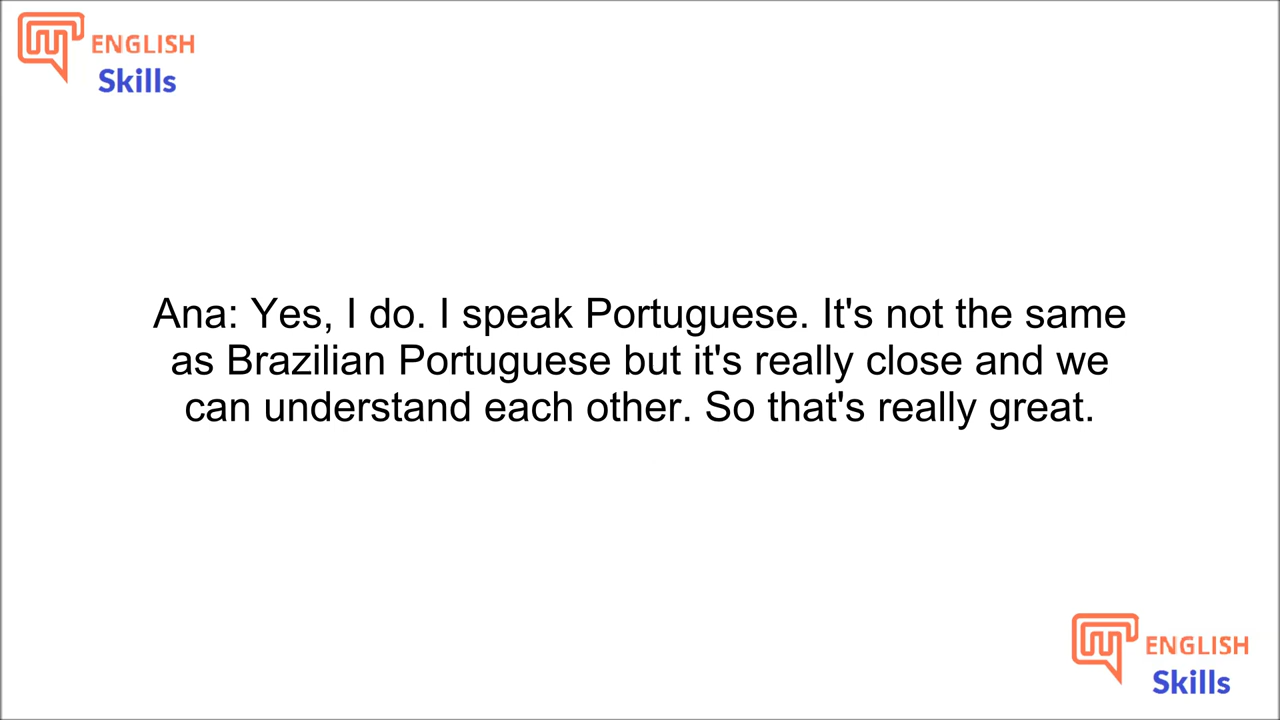 ENGLISH
Skills
Ana: Yes, I do. I speak Portuguese. It's not the same
as Brazilian Portuguese but it's really close and we
can understand each other. So that's really great.
ENGLISH
Skills